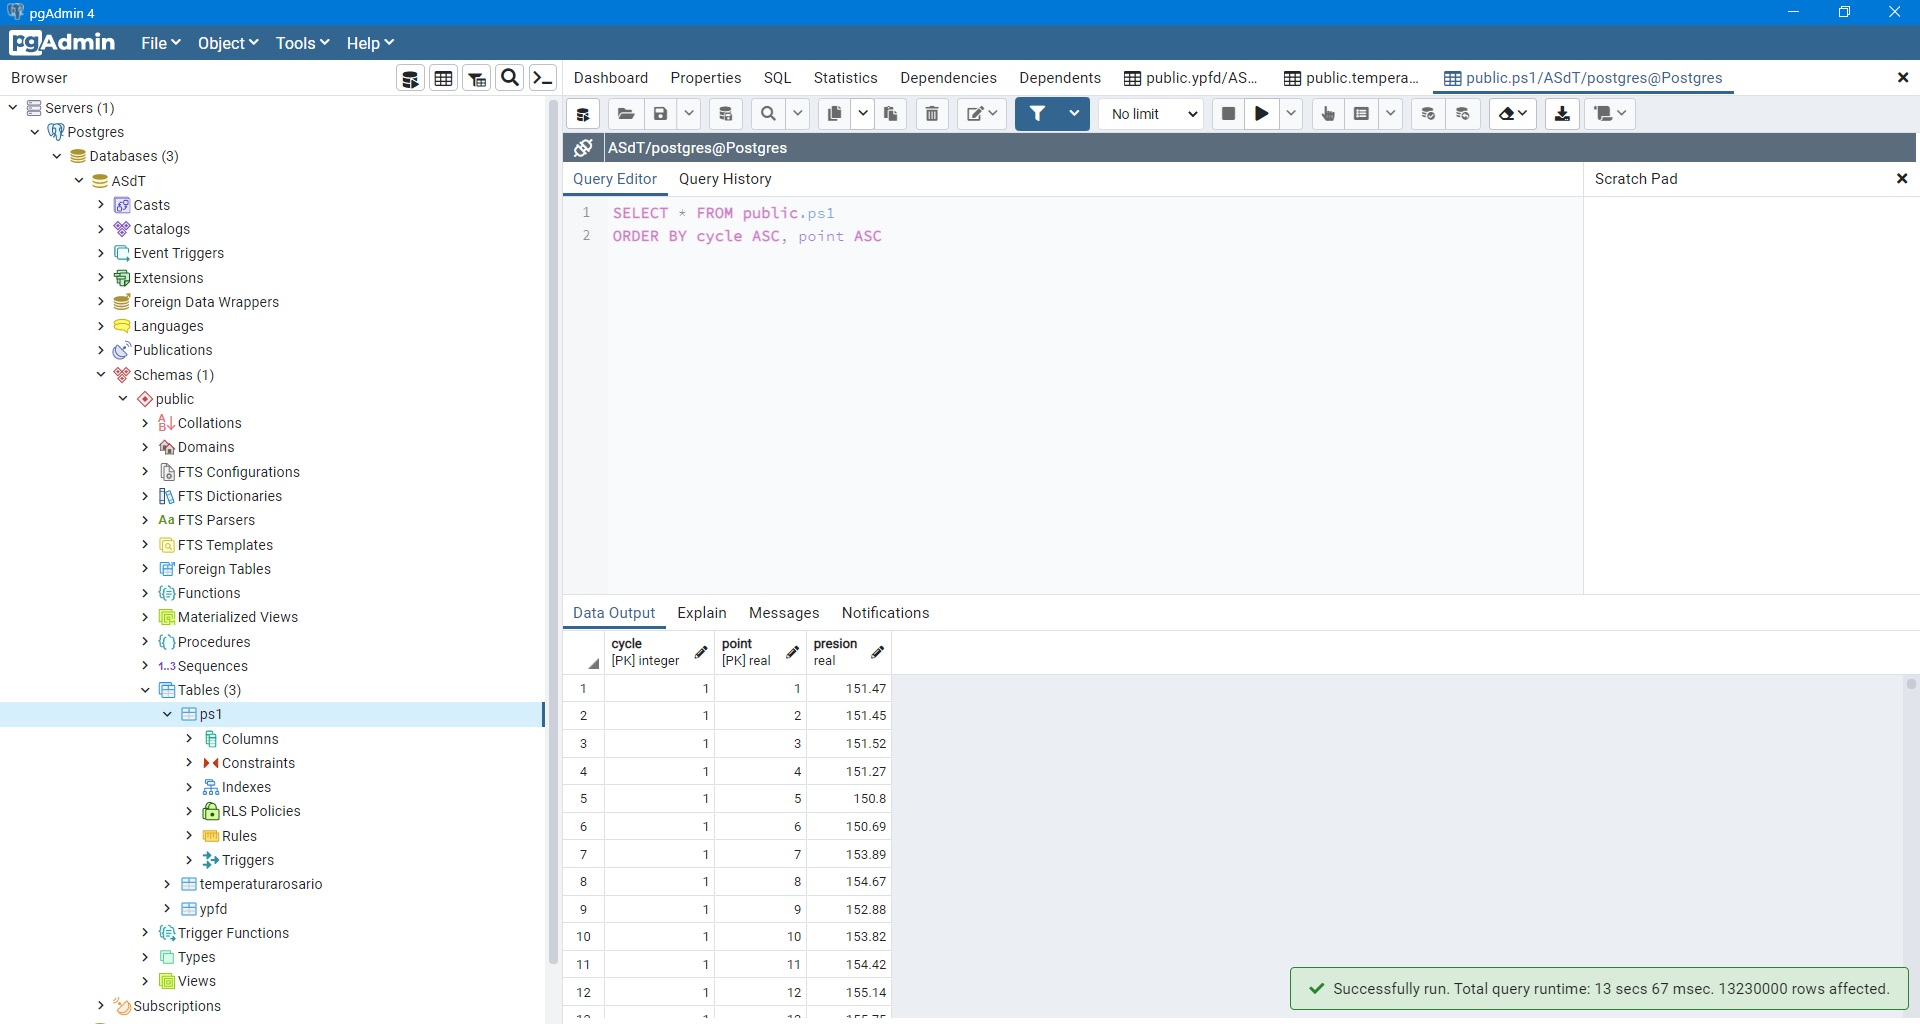 pgAdmin 4
pgAdmin File Object Tools Help
Browser
Servers (1)
Postgres
Databases (3)
ASdT
Casts
Catalogs
Event Triggers
Extensions
Foreign Data Wrappers
Languages
Publications
Schemas (1)
public
Collations
Domains
FTS Configurations
FTS Dictionaries
Aa FTS Parsers
FTS Templates
Foreign Tables
Functions
Materialized Views
Procedures
1..3 Sequences
Tables (3)
ps1
Columns
Constraints
Indexes
RLS Policies
Rules
Triggers
temperaturarosario
ypfd
Trigger Functions
Types
Views
Subscriptions
Dashboard Properties SQL Statistics Dependencies Dependents public.ypfd/AS... public.tempera... public.ps1/ASdT/postgres@Postgres
No limit
ASdT/postgres@Postgres
Query Editor Query History
1 SELECT * FROM public.ps1
2 ORDER BY cycle ASC, point ASC
Scratch Pad
Data Output Explain Messages Notifications
cycle point presion
[PK] integer [PK] real real
1 1 1 151.47
2 1 2 151.45
3 1 3 151.52
4 1 4 151.27
5 1 5 150.8
6 1 6 150.69
7 1 7 153.89
8 1 8 154.67
9 1 9 152.88
10 1 10 153.82
11 1 11 154.42
12 1 12 155.14
Successfully run. Total query runtime: 13 secs 67 msec. 13230000 rows affected.